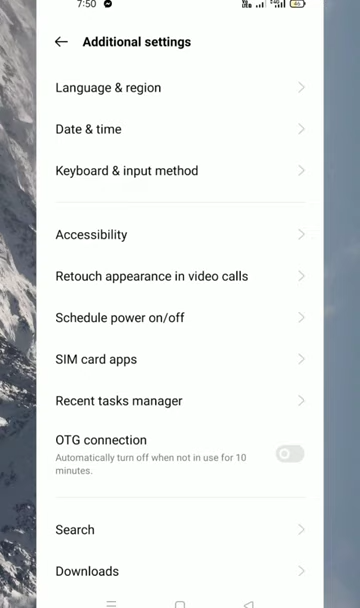 7:50
Additional settings
Language & region
Date & time
Keyboard & input method
Accessibility
Retouch appearance in video calls
Schedule power on/off
SIM card apps
Recent tasks manager
OTG connection
Automatically turn off when not in use for 10
minutes.
Search
Downloads